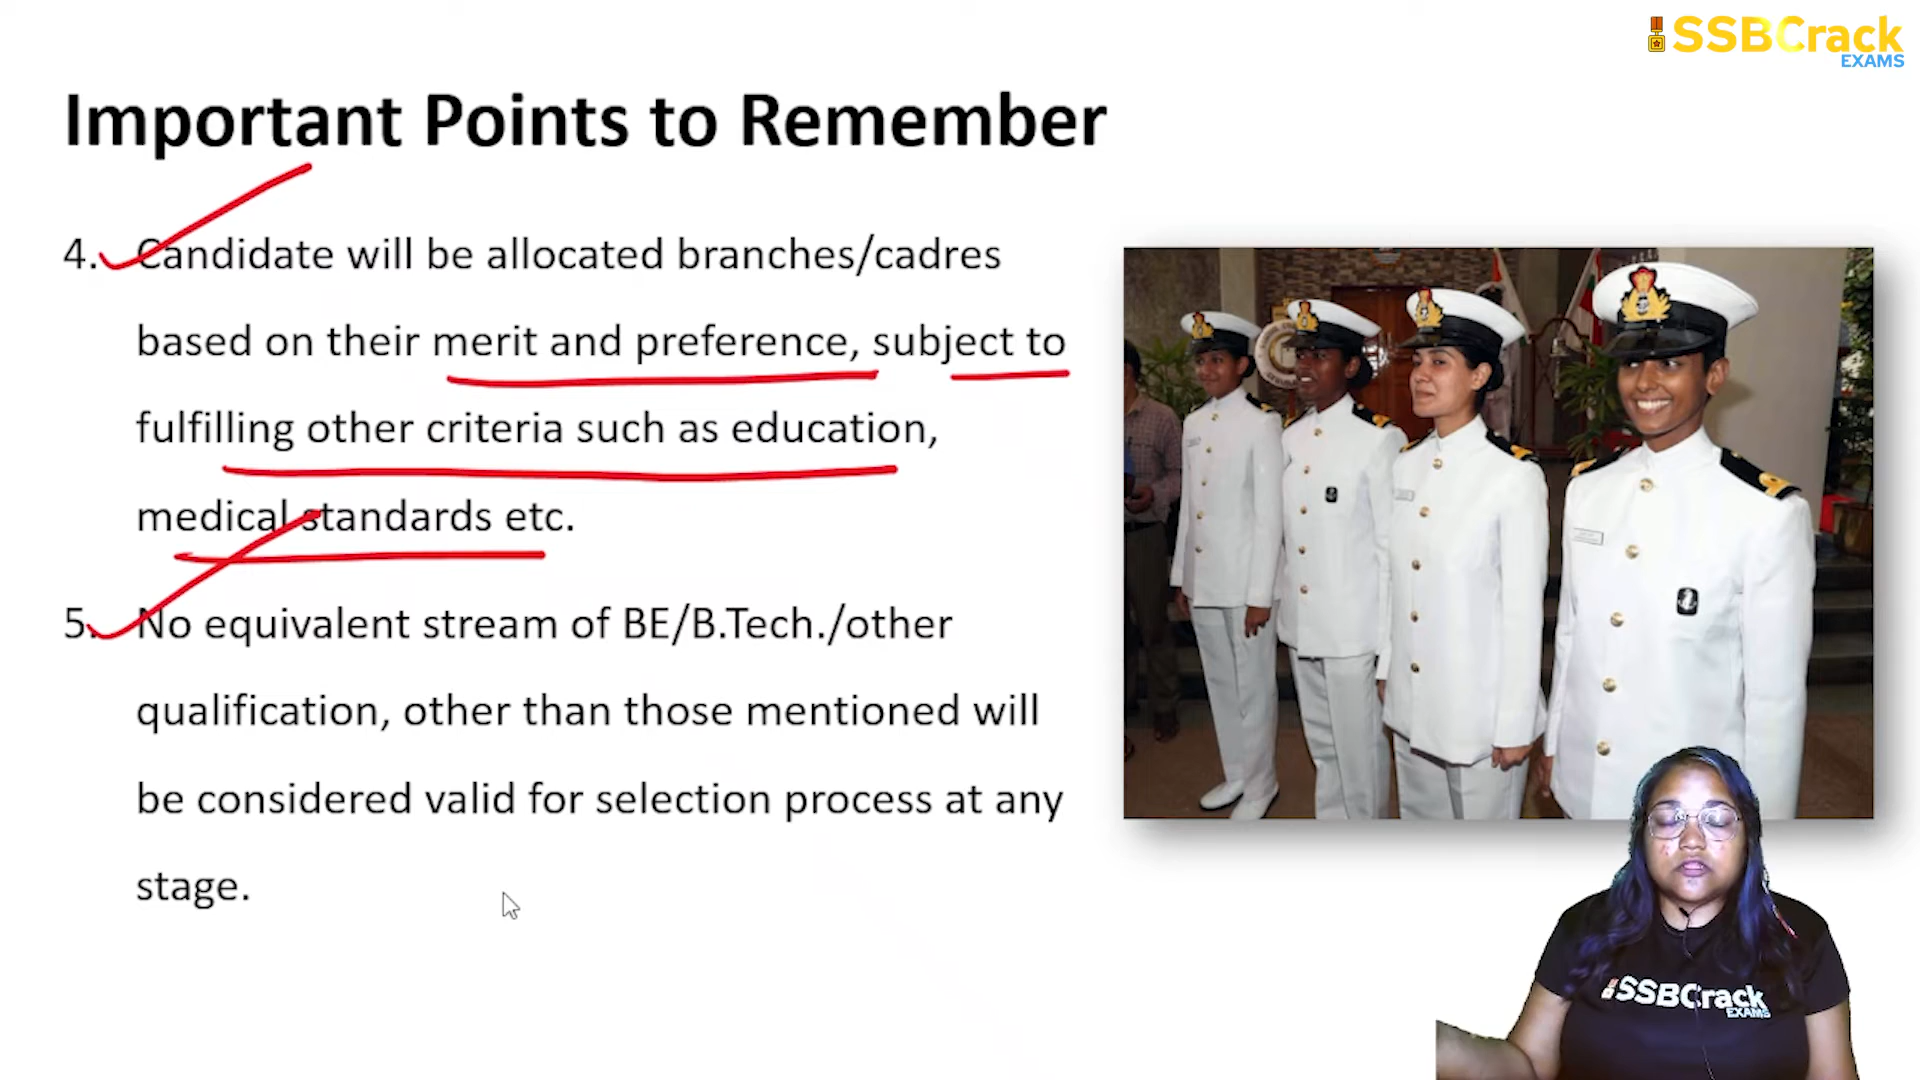 SSBCrack
EXAMS
Important Points to Remember
4. Candidate will be allocated branches/cadres
based on their merit and preference, subject to
fulfilling other criteria such as education,
medical standards etc.
5. No equivalent stream of BE/B.Tech./other
qualification, other than those mentioned will
be considered valid for selection process at any
stage.
SSBCrack
EXAMS